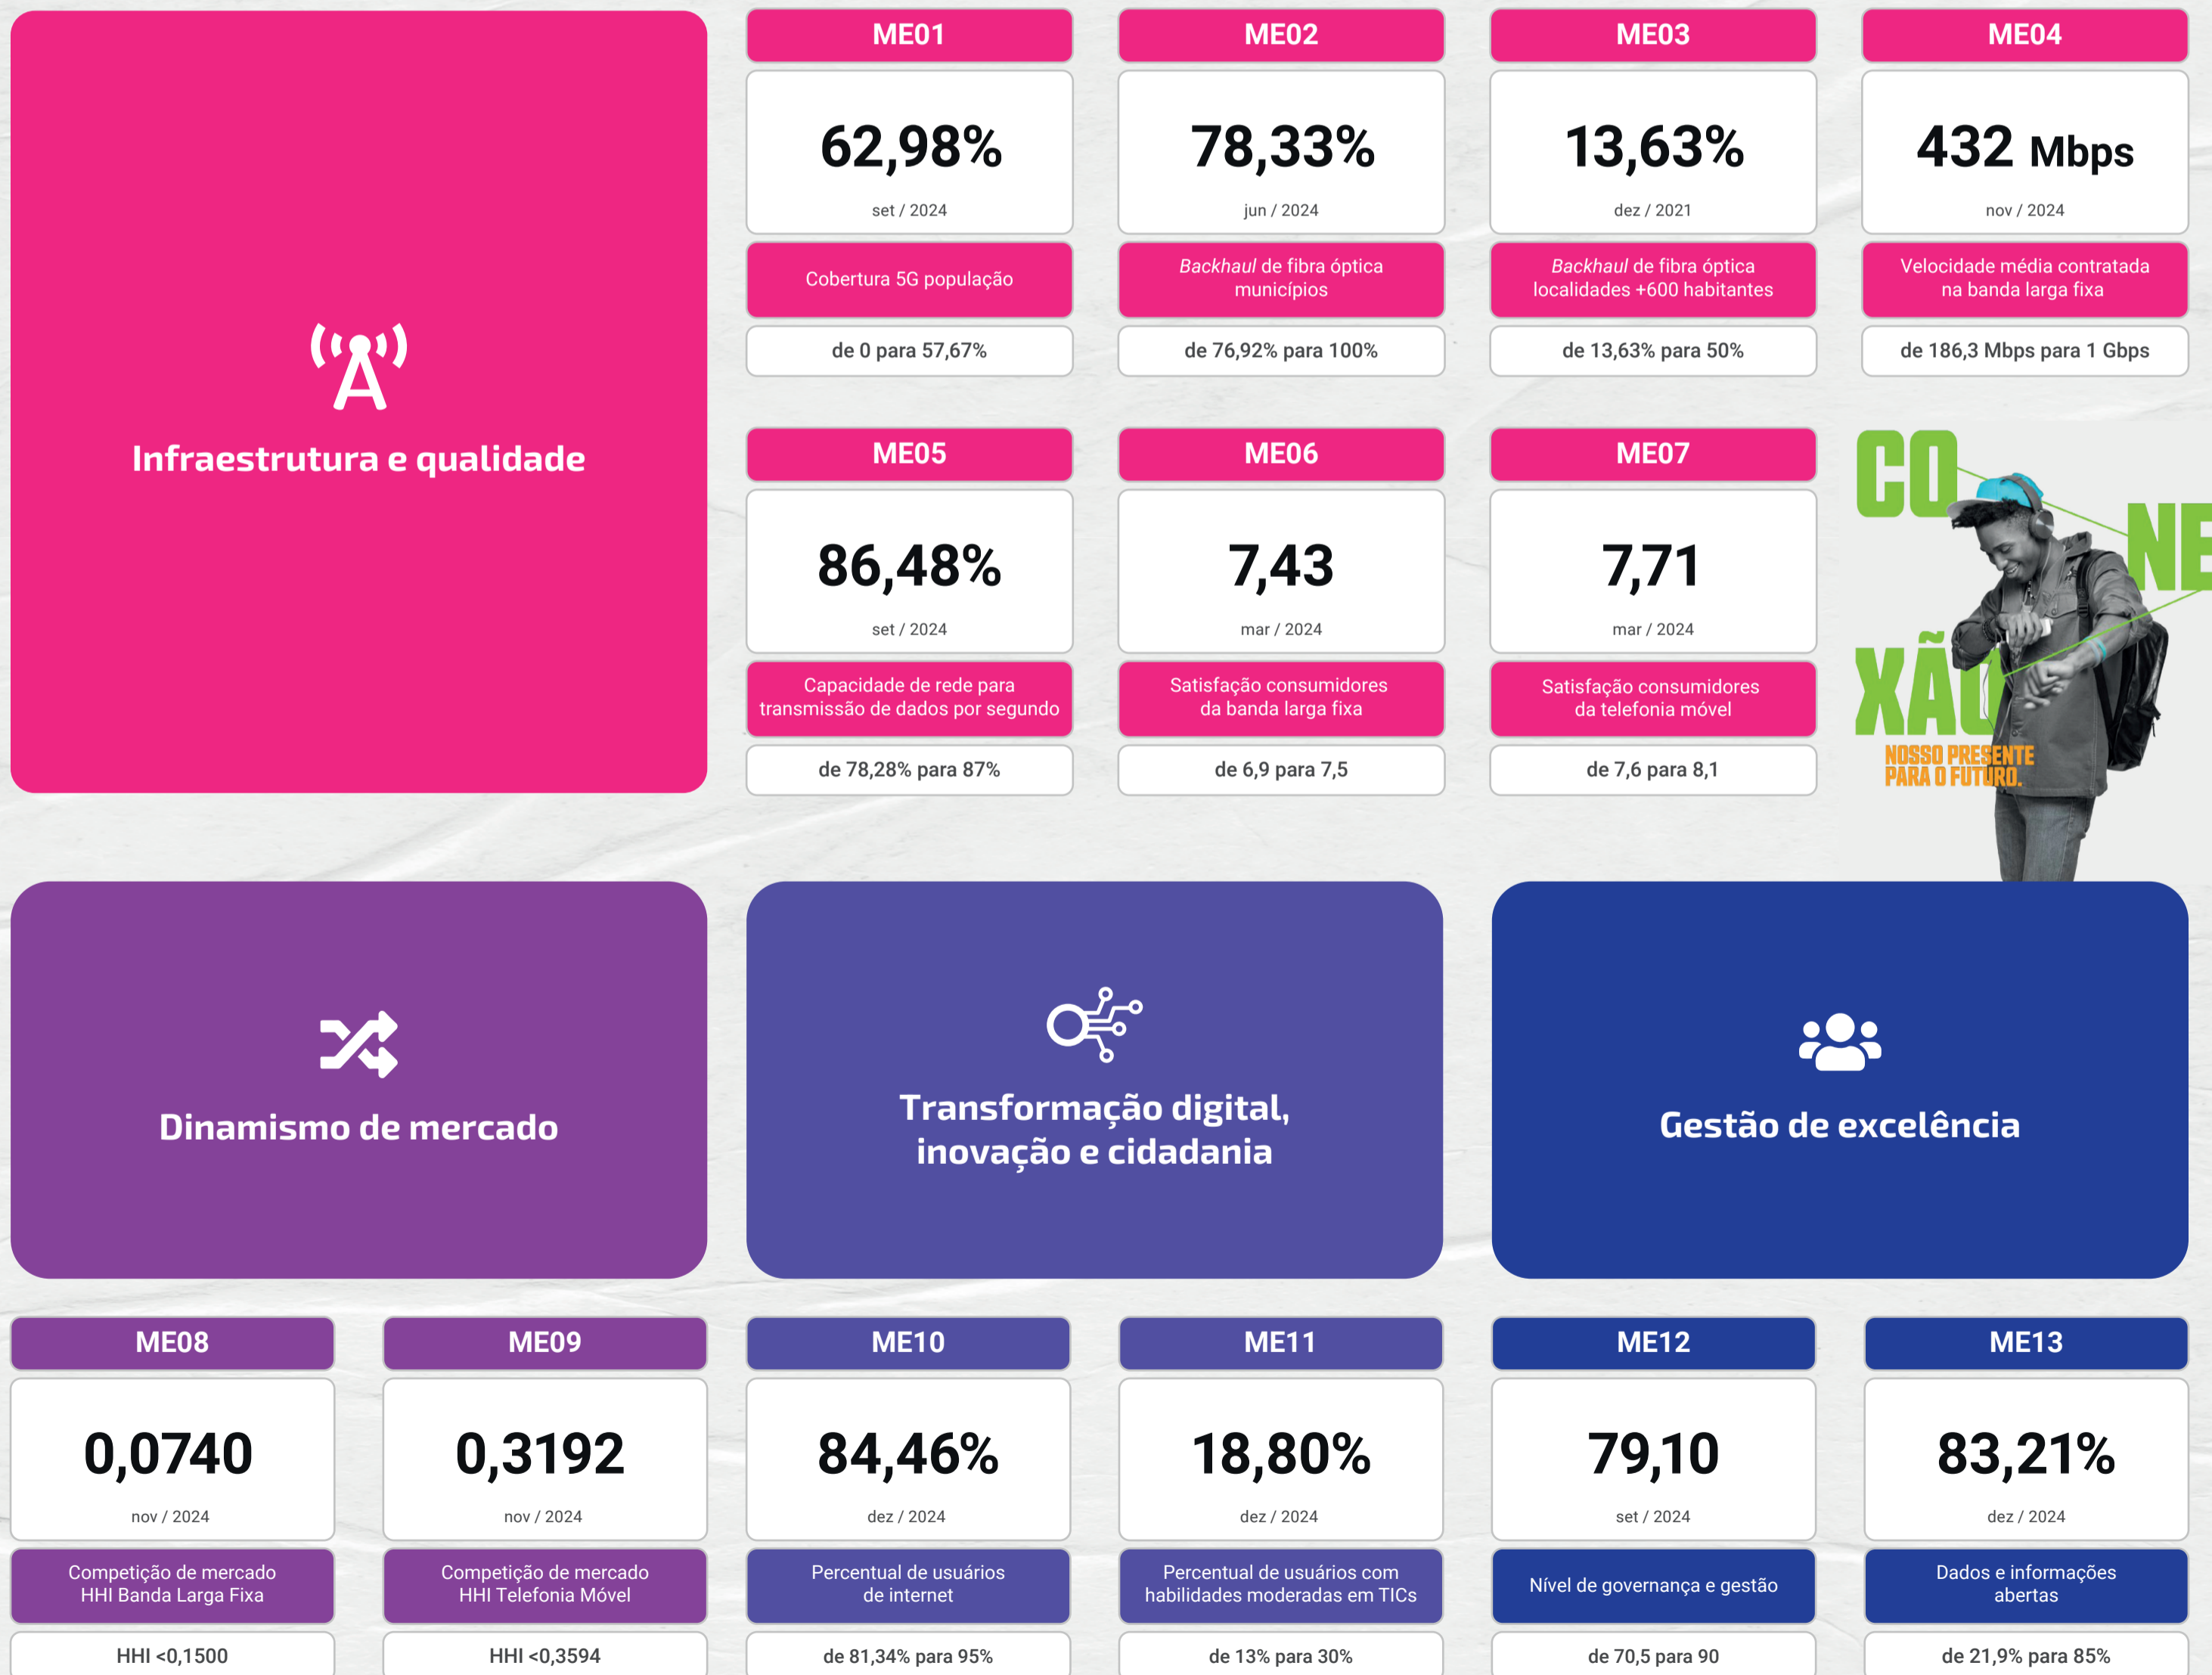 Infraestrutura e qualidade
ME01
62,98%
set / 2024
Cobertura 5G população
de 0 para 57,67%
ME02
78,33%
jun / 2024
Backhaul de fibra óptica
municípios
de 76,92% para 100%
ME03
13,63%
dez / 2021
Backhaul de fibra óptica
localidades +600 habitantes
de 13,63% para 50%
ME04
432 Mbps
nov / 2024
Velocidade média contratada
na banda larga fixa
de 186,3 Mbps para 1 Gbps
ME05
86,48%
set / 2024
Capacidade de rede para
transmissão de dados por segundo
de 78,28% para 87%
ME06
7,43
mar / 2024
Satisfação consumidores
da banda larga fixa
de 6,9 para 7,5
ME07
7,71
mar / 2024
Satisfação consumidores
da telefonia móvel
de 7,6 para 8,1
CO
NE
XÃO
NOSSO PRESENTE
PARA O FUTURO.
Dinamismo de mercado
Transformação digital,
inovação e cidadania
Gestão de excelência
ME08
0,0740
nov / 2024
Competição de mercado
HHI Banda Larga Fixa
HHI <0,1500
ME09
0,3192
nov / 2024
Competição de mercado
HHI Telefonia Móvel
HHI <0,3594
ME10
84,46%
dez / 2024
Percentual de usuários
de internet
de 81,34% para 95%
ME11
18,80%
dez / 2024
Percentual de usuários com
habilidades moderadas em TICs
de 13% para 30%
ME12
79,10
set / 2024
Nível de governança e gestão
de 70,5 para 90
ME13
83,21%
dez / 2024
Dados e informações
abertas
de 21,9% para 85%